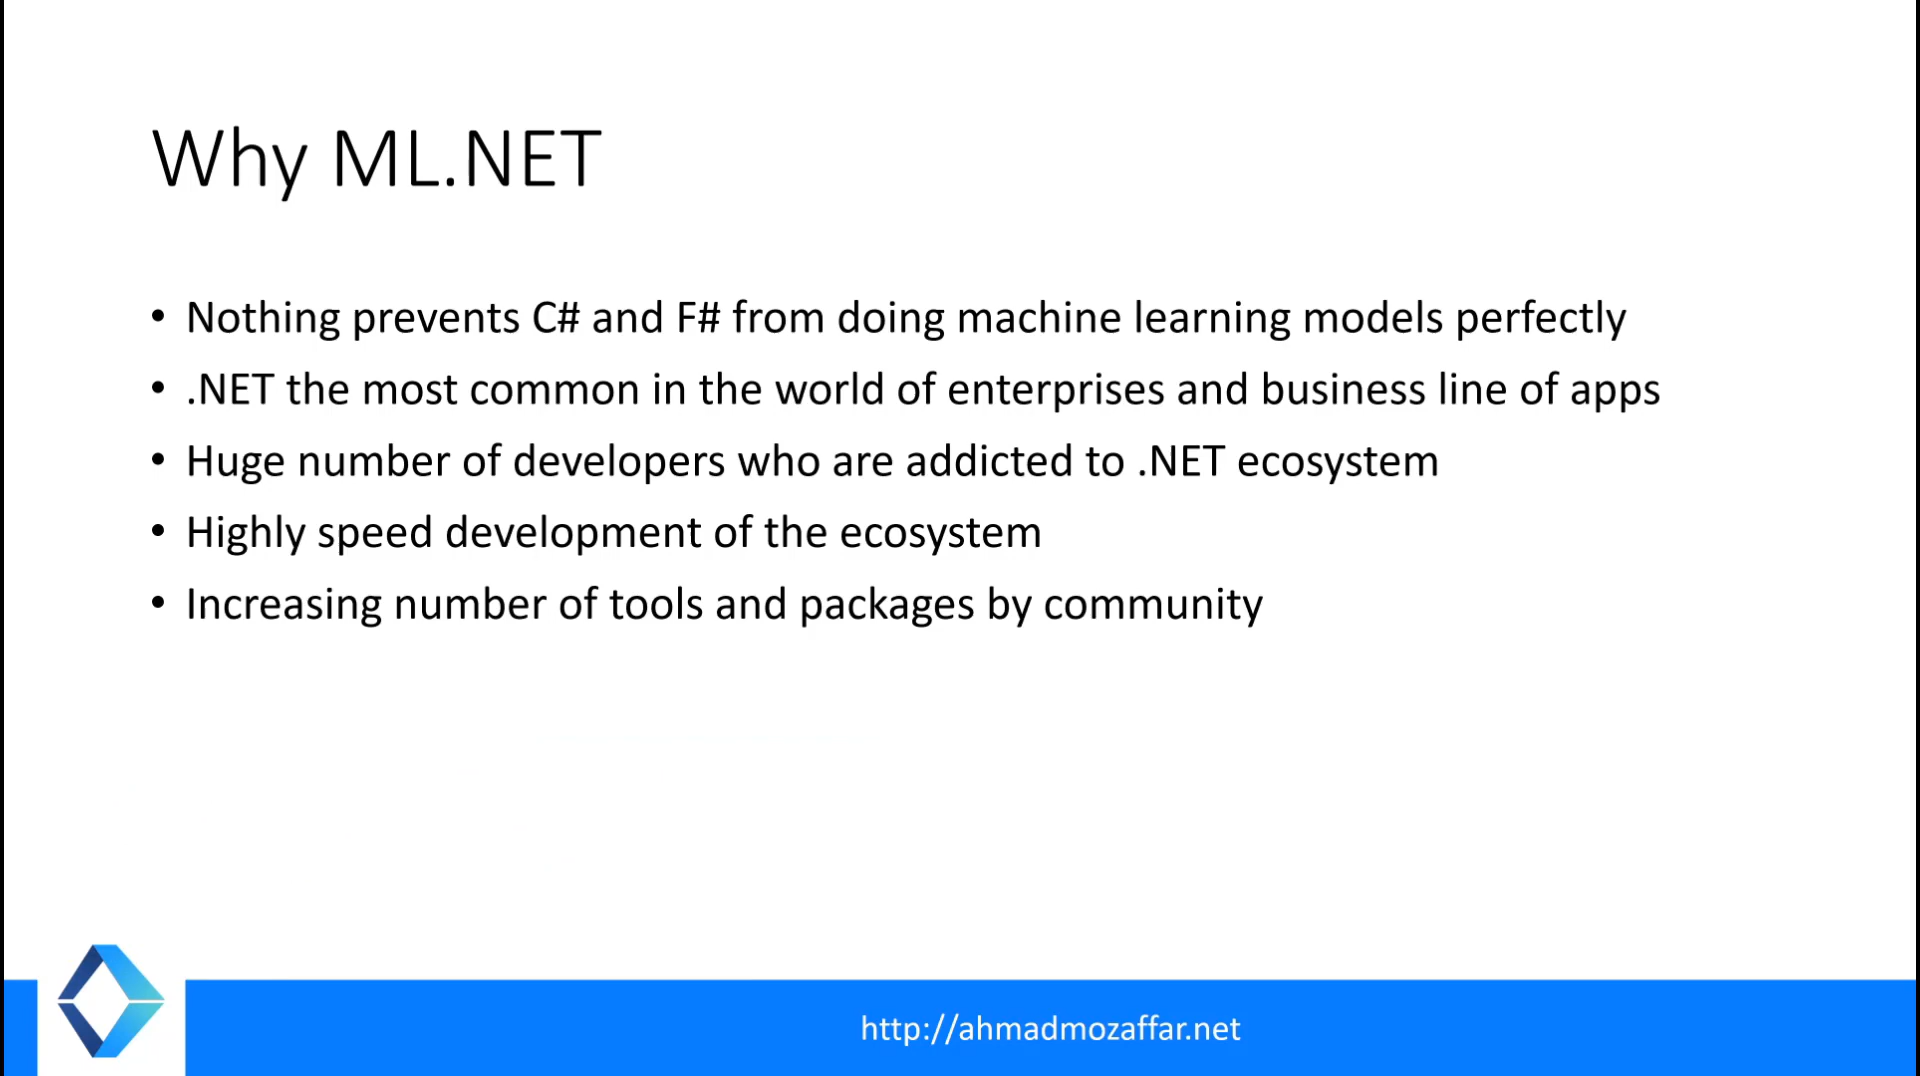 Why ML.NET
• Nothing prevents C# and F# from doing machine learning models perfectly
• .NET the most common in the world of enterprises and business line of apps
• Huge number of developers who are addicted to .NET ecosystem
• Highly speed development of the ecosystem
• Increasing number of tools and packages by community
http://ahmadmozaffar.net